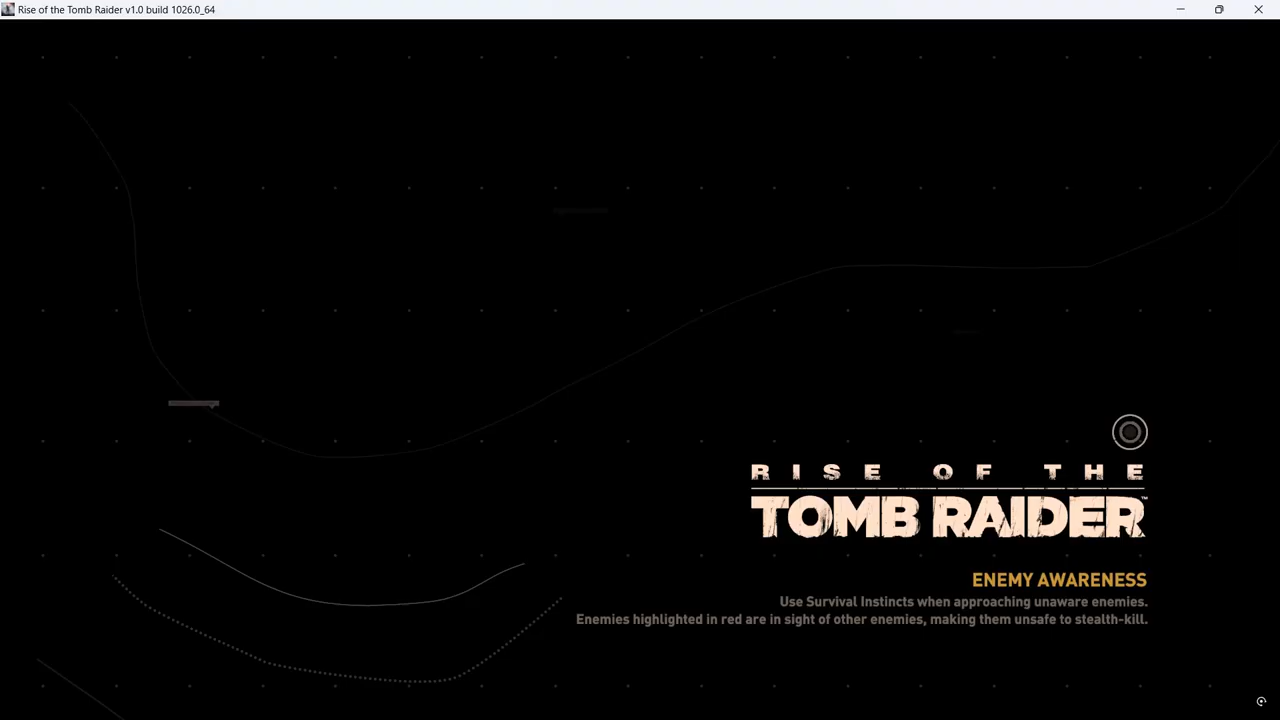 Rise of the Tomb Raider v1.0 build 1026.0_64
RISE OF THE
TOMB RAIDER™
ENEMY AWARENESS
Use Survival Instincts when approaching unaware enemies.
Enemies highlighted in red are in sight of other enemies, making them unsafe to stealth-kill.